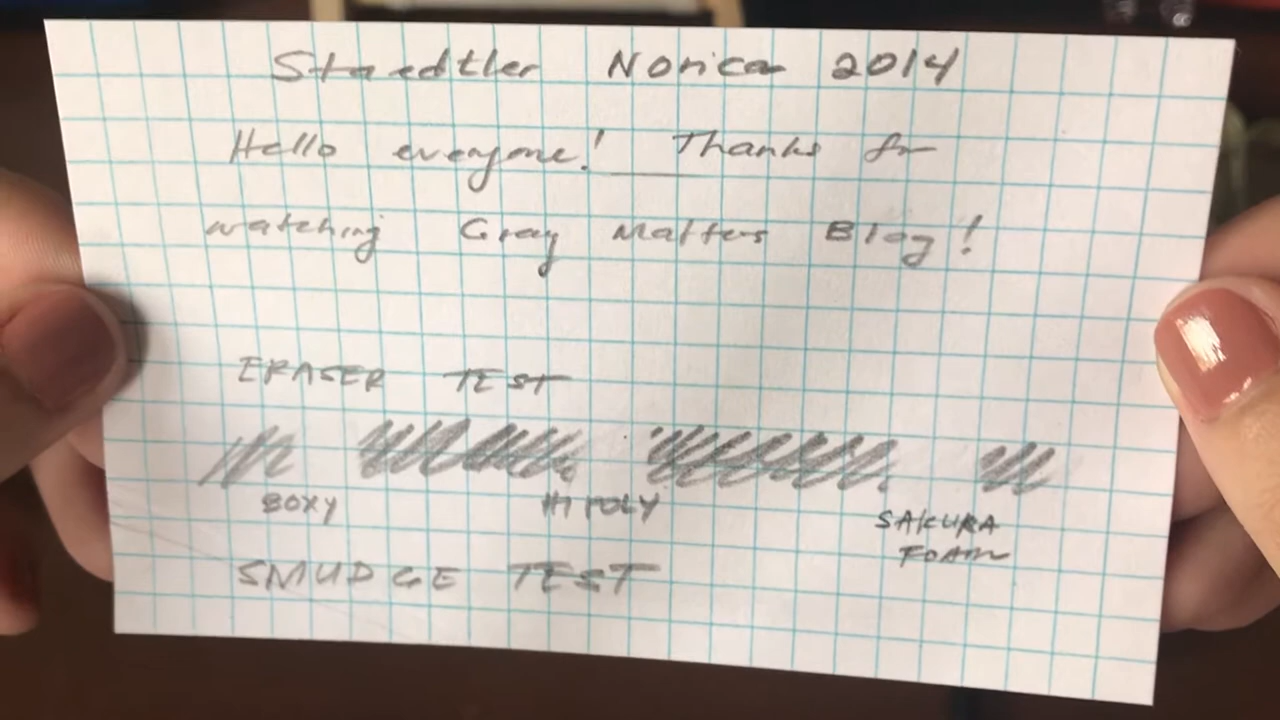 Staedtler Norica 2014
Hello everyone! Thanks for
watching Gray Matters Blog!
ERASER TEST
BOXY HI POLY SAKURA
FOAM
SMUDGE TEST